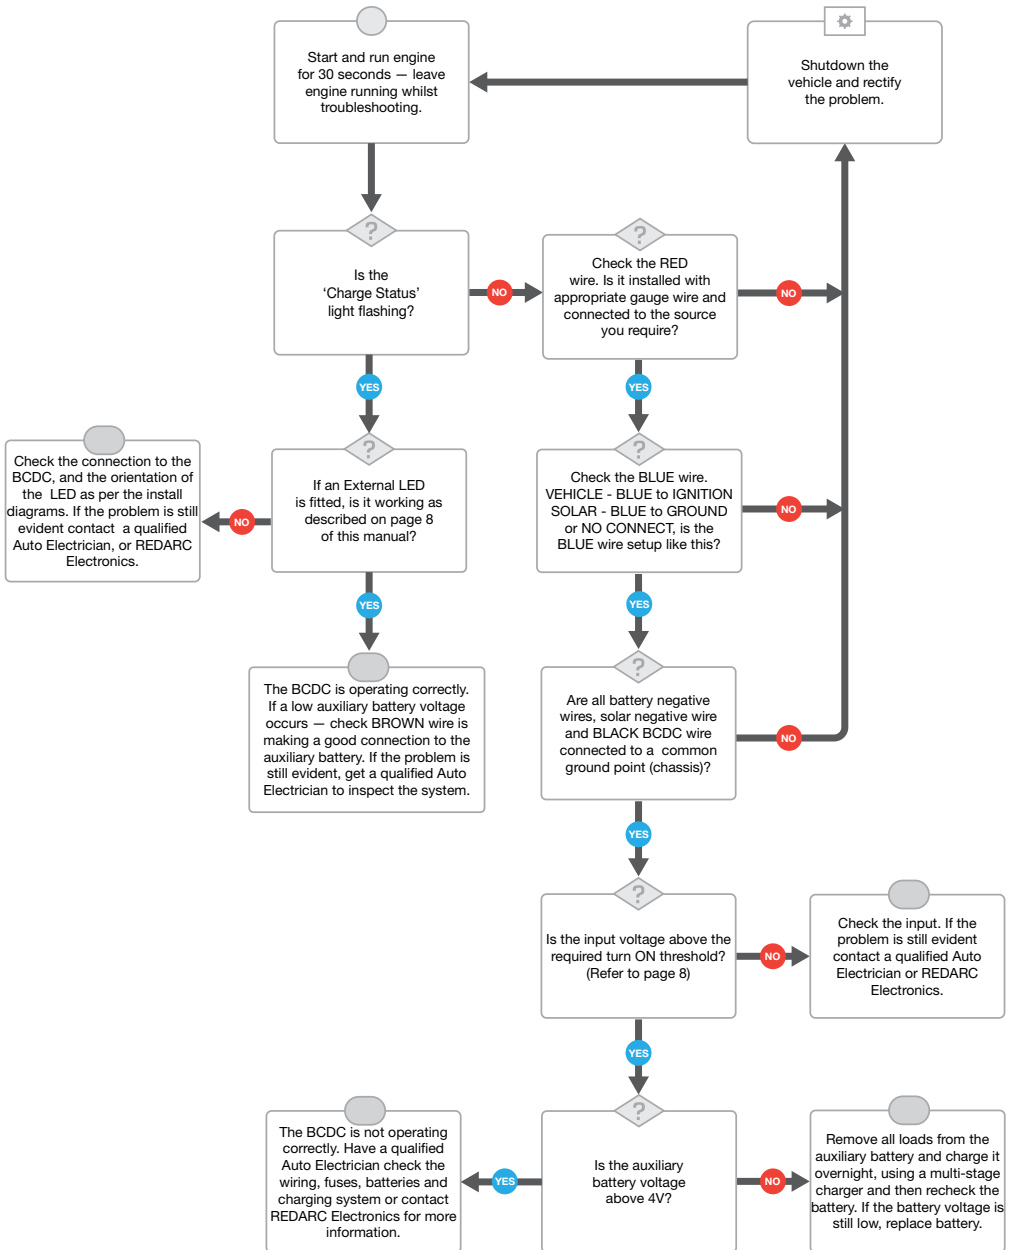 Start and run engine
for 30 seconds — leave
engine running whilst
troubleshooting.
Shutdown the
vehicle and rectify
the problem.
?
Is the
‘Charge Status’
light flashing?
NO
?
Check the RED
wire. Is it installed with
appropriate gauge wire and
connected to the source
you require?
NO
YES
YES
?
If an External LED
is fitted, is it working as
described on page 8
of this manual?
NO
Check the connection to the
BCDC, and the orientation of
the LED as per the install
diagrams. If the problem is still
evident contact a qualified
Auto Electrician, or REDARC
Electronics.
?
Check the BLUE wire.
VEHICLE - BLUE to IGNITION
SOLAR - BLUE to GROUND
or NO CONNECT, is the
BLUE wire setup like this?
NO
YES
YES
The BCDC is operating correctly.
If a low auxiliary battery voltage
occurs — check BROWN wire is
making a good connection to the
auxiliary battery. If the problem is
still evident, get a qualified Auto
Electrician to inspect the system.
?
Are all battery negative
wires, solar negative wire
and BLACK BCDC wire
connected to a common
ground point (chassis)?
NO
YES
?
Is the input voltage above the
required turn ON threshold?
(Refer to page 8)
NO
Check the input. If the
problem is still evident
contact a qualified Auto
Electrician or REDARC
Electronics.
YES
?
Is the auxiliary
battery voltage
above 4V?
YES
The BCDC is not operating
correctly. Have a qualified
Auto Electrician check the
wiring, fuses, batteries and
charging system or contact
REDARC Electronics for more
information.
NO
Remove all loads from the
auxiliary battery and charge it
overnight, using a multi-stage
charger and then recheck the
battery. If the battery voltage is
still low, replace battery.